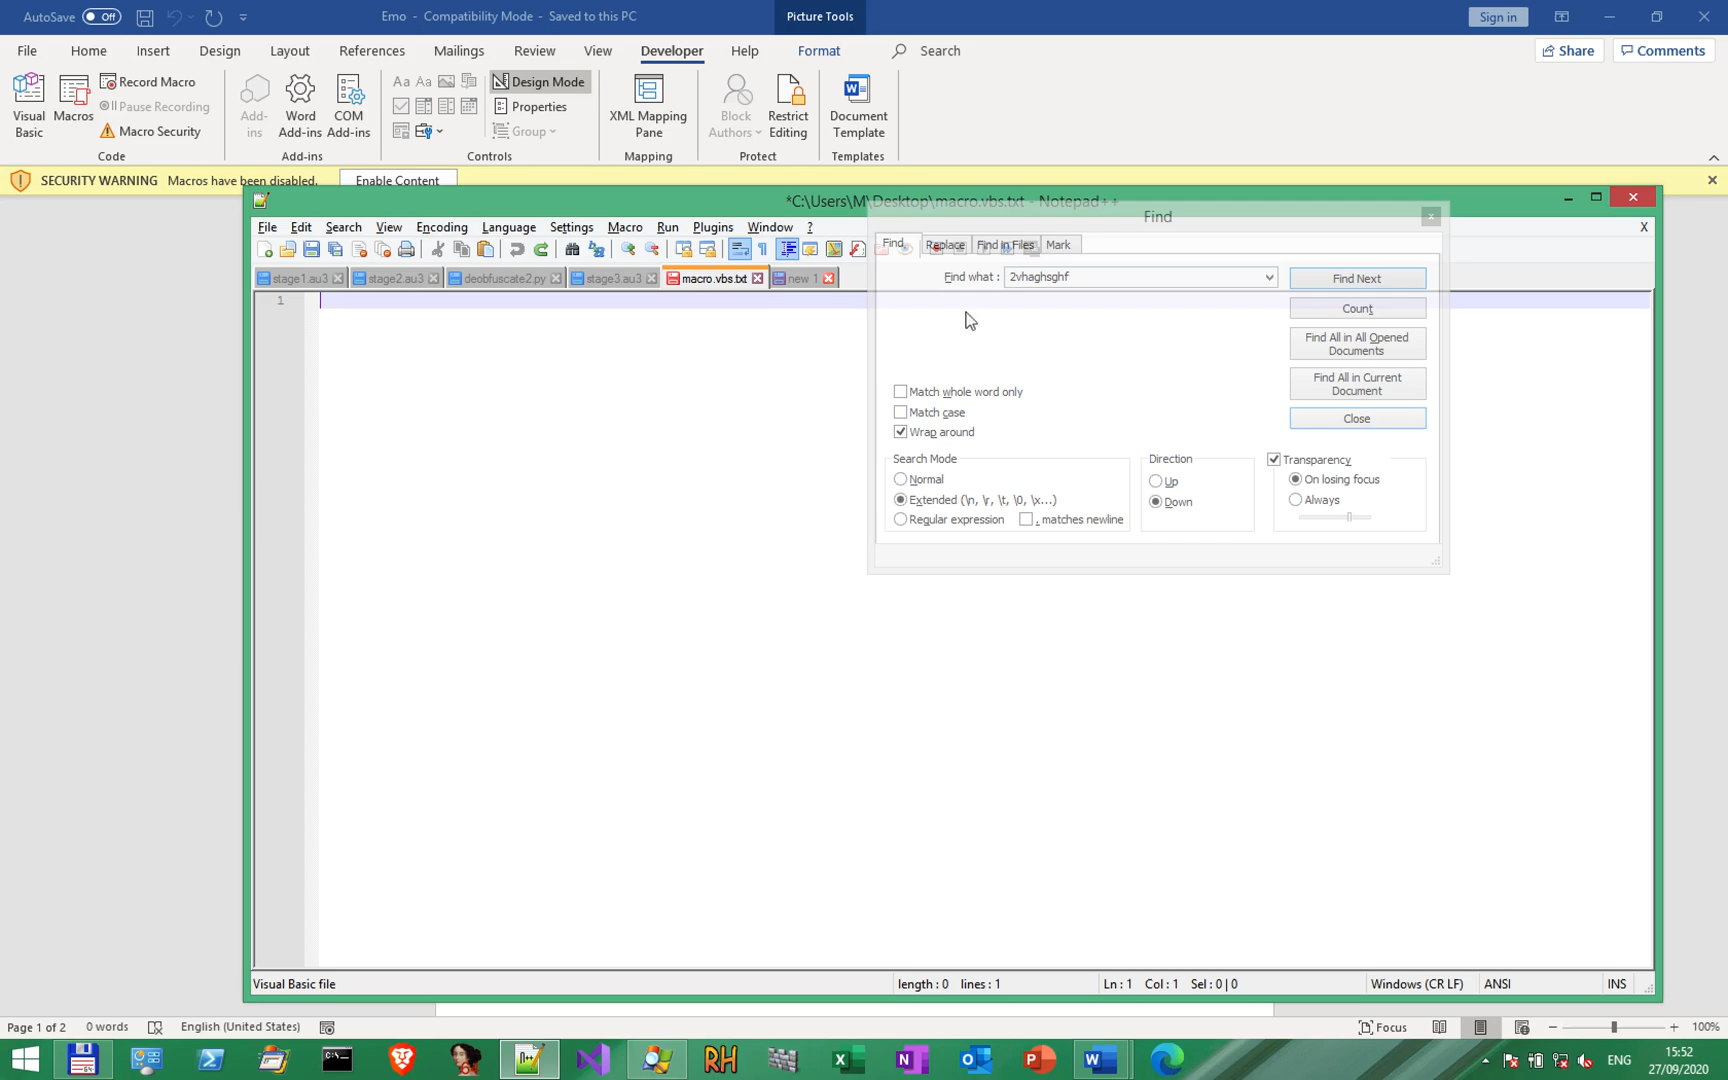 AutoSave Off Emo - Compatibility Mode - Saved to this PC Picture Tools Sign in
File Home Insert Design Layout References Mailings Review View Developer Help Format Search Share Comments
Visual Basic
Macros
Record Macro
Pause Recording
Macro Security
Code
Add-ins
Word Add-ins
COM Add-ins
Add-ins
Aa Aa
Design Mode
Properties
Group
Controls
XML Mapping Pane
Mapping
Block Authors
Restrict Editing
Protect
Document Template
Templates
SECURITY WARNING Macros have been disabled. Enable Content
*C:\Users\M\Desktop\macro.vbs.txt - Notepad++
File Edit Search View Encoding Language Settings Macro Run Plugins Window ? X
stage1.au3 stage2.au3 deobfuscate2.py stage3.au3 macro.vbs.txt new 1
1
Find
Find Replace Find in Files Mark
Find what : 2vhaghsghf
Find Next
Count
Find All in All Opened Documents
Find All in Current Document
Close
Match whole word only
Match case
Wrap around
Search Mode
Normal
Extended (\n, \r, \t, \0, \x...)
Regular expression . matches newline
Direction
Up
Down
Transparency
On losing focus
Always
Visual Basic file length : 0 lines : 1 Ln : 1 Col : 1 Sel : 0 | 0 Windows (CR LF) ANSI INS
Page 1 of 2 0 words English (United States) Focus 100%
RH
ENG
15:52
27/09/2020